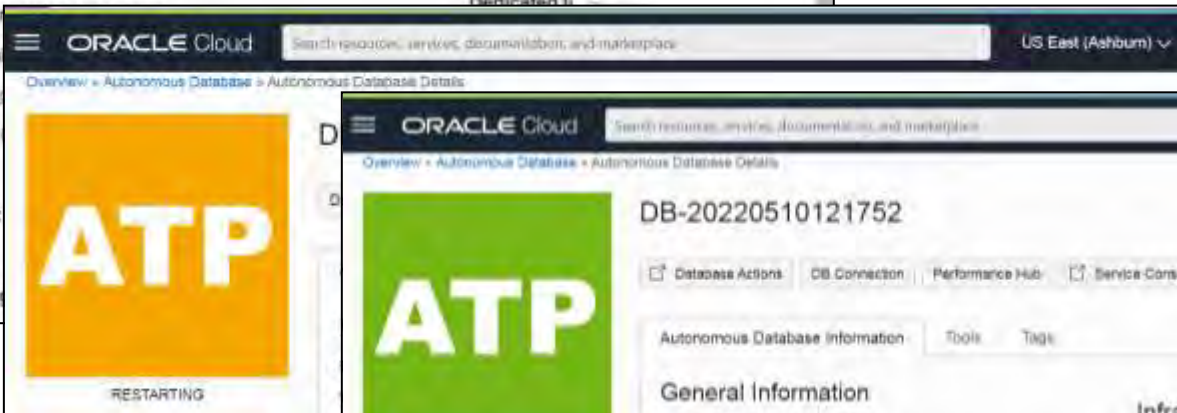 Dedicated
ORACLE Cloud
Search resources, services, documentation, and marketplace
US East (Ashburn)
Overview » Autonomous Database » Autonomous Database Details
D
D
ATP
RESTARTING
ORACLE Cloud
Search resources, services, documentation, and marketplace
Overview » Autonomous Database » Autonomous Database Details
ATP
DB-20220510121752
Database Actions
DB Connection
Performance Hub
Service Cons
Autonomous Database Information
Tools
Tags
General Information
Infra